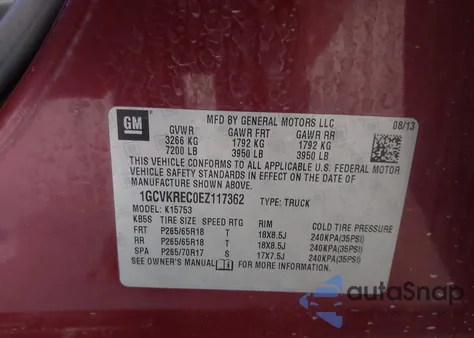 MFD BY GENERAL MOTORS LLC 08/13
GM GVWR GAWR FRT GAWR RR
3266 KG 1792 KG 1792 KG
7200 LB 3950 LB 3950 LB
THIS VEHICLE CONFORMS TO ALL APPLICABLE U.S. FEDERAL MOTOR
VEHICLE SAFETY STANDARDS IN EFFECT ON THE DATE OF
MANUFACTURE SHOWN ABOVE.
1GCVKREC0EZ117362 TYPE: TRUCK
MODEL: K15753
KB5S TIRE SIZE SPEED RTG RIM COLD TIRE PRESSURE
FRT P265/65R18 T 18X8.5J 240KPA(35PSI)
RR P265/65R18 T 18X8.5J 240KPA(35PSI)
SPA P265/70R17 S 17X7.5J 240KPA(35PSI)
SEE OWNER'S MANUAL FOR MORE INFORMATION.
autoSnap